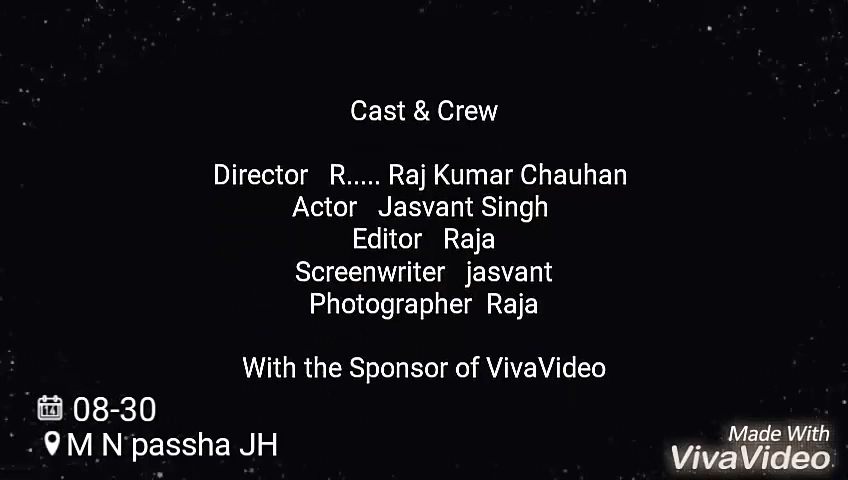 Cast & Crew
Director R..... Raj Kumar Chauhan
Actor Jasvant Singh
Editor Raja
Screenwriter jasvant
Photographer Raja
With the Sponsor of VivaVideo
14 08-30
M N passha JH
Made With
VivaVideo